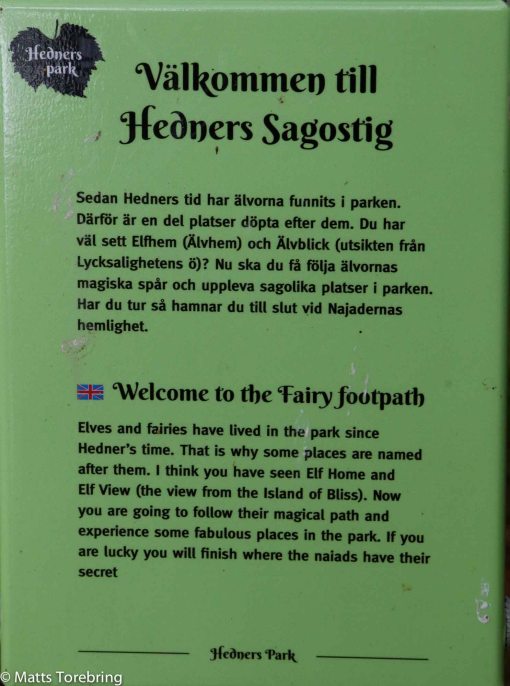 Hedners
park
Välkommen till
Hedners Sagostig
Sedan Hedners tid har älvorna funnits i parken.
Därför är en del platser döpta efter dem. Du har
väl sett Elfhem (Älvhem) och Älvblick (utsikten från
Lycksalighetens ö)? Nu ska du få följa älvornas
magiska spår och uppleva sagolika platser i parken.
Har du tur så hamnar du till slut vid Najadernas
hemlighet.
Welcome to the Fairy footpath
Elves and fairies have lived in the park since
Hedner's time. That is why some places are named
after them. I think you have seen Elf Home and
Elf View (the view from the Island of Bliss). Now
you are going to follow their magical path and
experience some fabulous places in the park. If you
are lucky you will finish where the naiads have their
secret
Hedners Park
© Matts Torebring